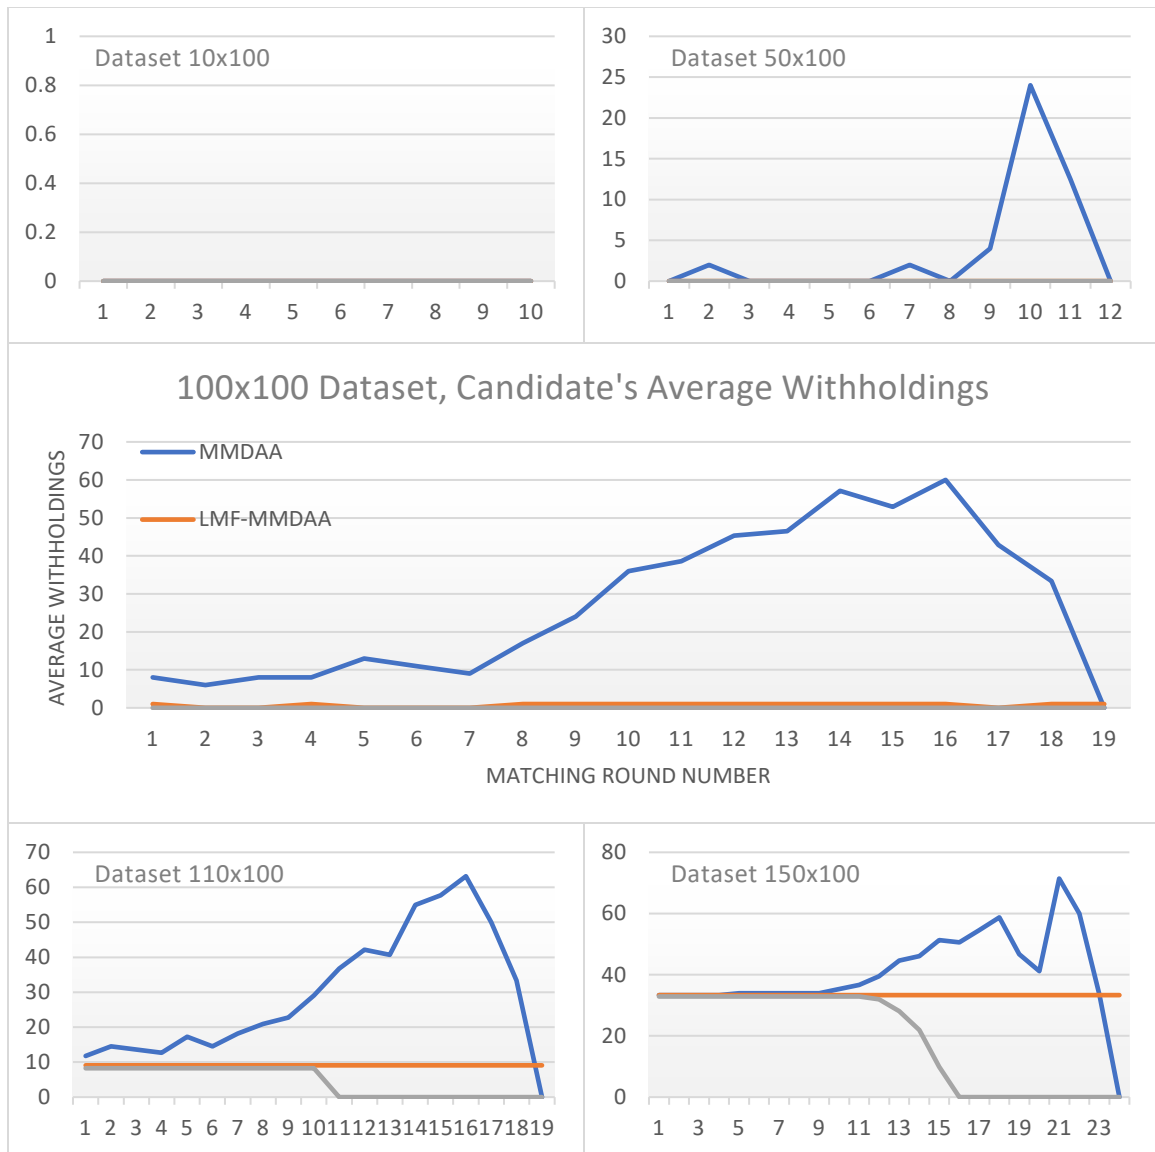 Dataset 10x100
1
0.8
0.6
0.4
0.2
0
1 2 3 4 5 6 7 8 9 10
Dataset 50x100
30
25
20
15
10
5
0
1 2 3 4 5 6 7 8 9 10 11 12
100x100 Dataset, Candidate's Average Withholdings
AVERAGE WITHHOLDINGS
70
60
50
40
30
20
10
0
MMDAA
LMF-MMDAA
1 2 3 4 5 6 7 8 9 10 11 12 13 14 15 16 17 18 19
MATCHING ROUND NUMBER
Dataset 110x100
70
60
50
40
30
20
10
0
1 2 3 4 5 6 7 8 9 10 11 12 13 14 15 16 17 18 19
Dataset 150x100
80
60
40
20
0
1 3 5 7 9 11 13 15 17 19 21 23